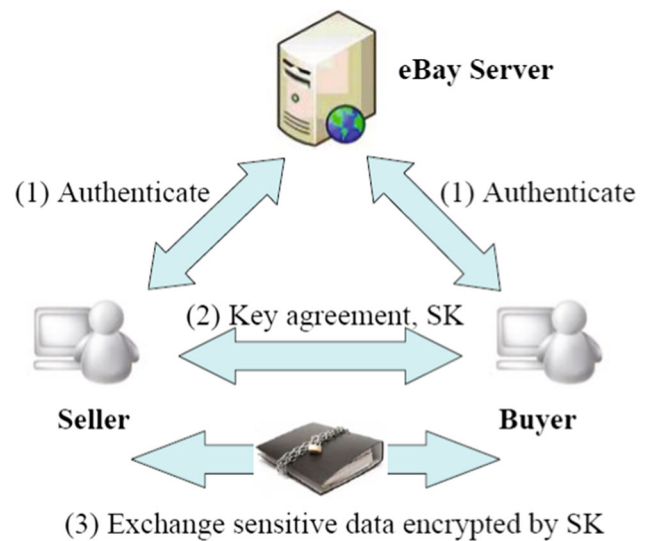 eBay Server
(1) Authenticate
(1) Authenticate
(2) Key agreement, SK
Seller
Buyer
(3) Exchange sensitive data encrypted by SK